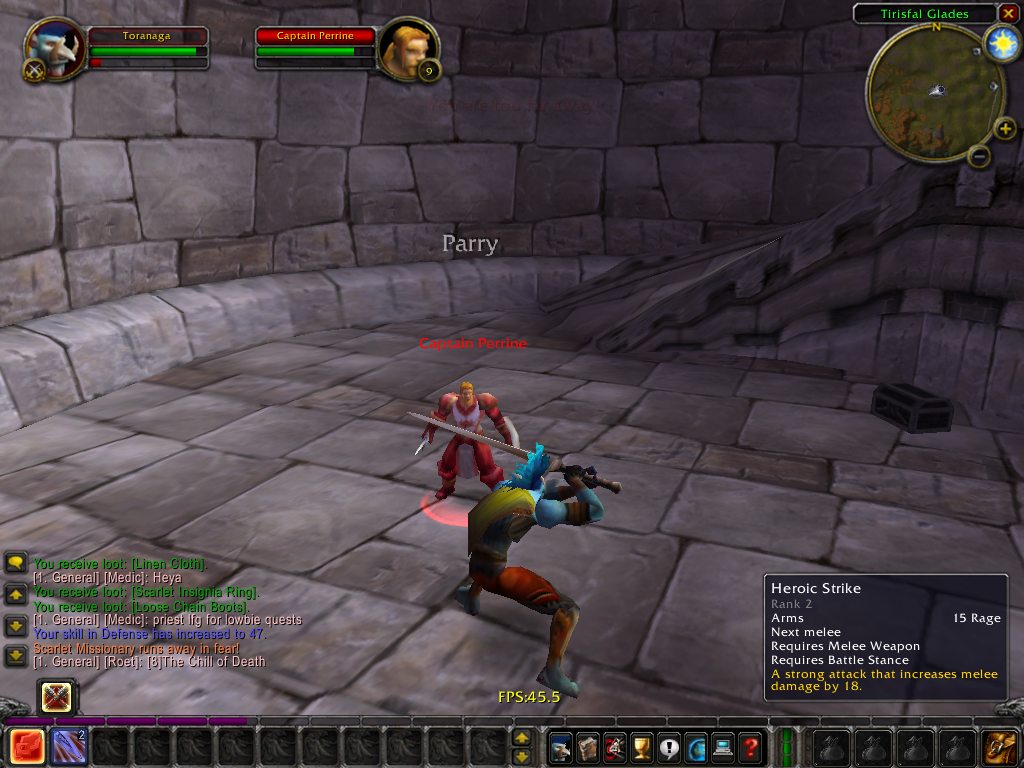 Toranaga
Captain Perrine
9
Tirisfal Glades
N
Parry
Captain Perrine
You receive loot: [Linen Cloth].
[1. General] [Medic]: Heya
You receive loot: [Scarlet Insignia Ring].
You receive loot: [Loose Chain Boots].
[1. General] [Medic]: priest lfg for lowbie quests
Your skill in Defense has increased to 47.
Scarlet Missionary runs away in fear!
[1. General] [Roet]: [8]The Chill of Death
Heroic Strike
Rank 2
Arms 15 Rage
Next melee
Requires Melee Weapon
Requires Battle Stance
A strong attack that increases melee
damage by 18.
FPS:45.5
2